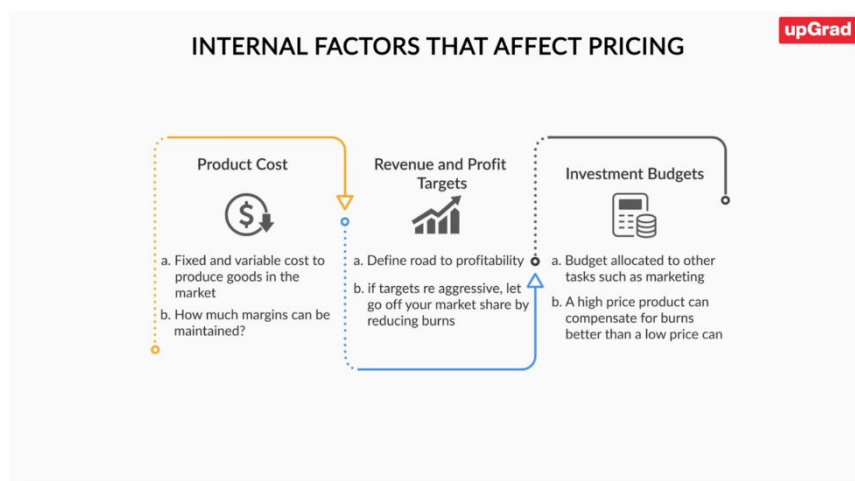 upGrad
INTERNAL FACTORS THAT AFFECT PRICING
Product Cost
a. Fixed and variable cost to
produce goods in the
market
b. How much margins can be
maintained?
Revenue and Profit
Targets
a. Define road to profitability
b. if targets re aggressive, let
go off your market share by
reducing burns
Investment Budgets
a. Budget allocated to other
tasks such as marketing
b. A high price product can
compensate for burns
better than a low price can